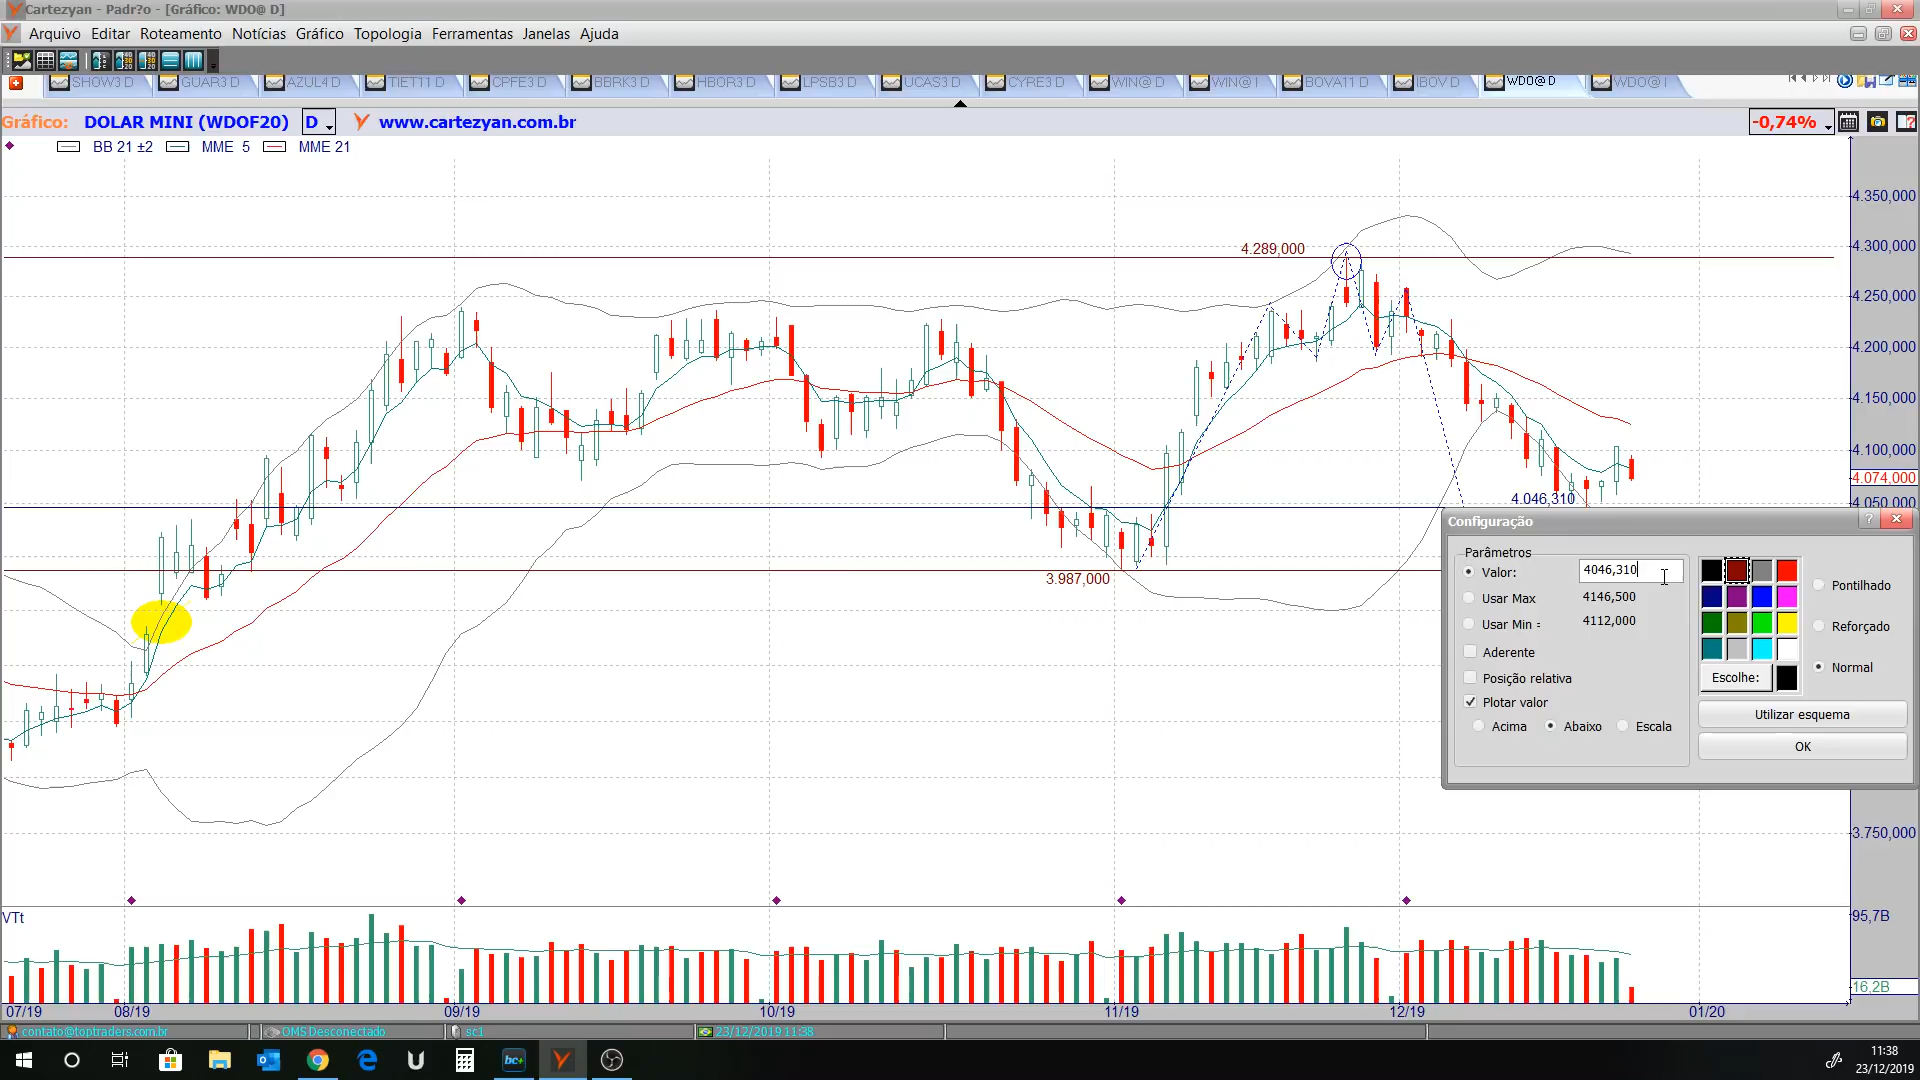 Cartezyan - Padr?o - [Gráfico: WDO@ D]
Arquivo Editar Roteamento Notícias Gráfico Topologia Ferramentas Janelas Ajuda
SHOW3 D GUAR3 D AZUL4 D TIET11 D CPFE3 D BBRK3 D HBOR3 D LPSB3 D UCAS3 D CYRE3 D WIN@ D WIN@ I BOVA11 D IBOV D WDO@ D WDO@ I
Gráfico: DOLAR MINI (WDOF20) D www.cartezyan.com.br -0,74%
BB 21 ±2 MME 5 MME 21
4.350,000
4.300,000
4.289,000
4.250,000
4.200,000
4.150,000
4.100,000
4.074,000
4.050,000
4.046,310
3.987,000
Configuração
Parâmetros
Valor: 4046,310
Usar Max 4146,500
Usar Min = 4112,000
Aderente
Posição relativa
Plotar valor
Acima Abaixo Escala
Pontilhado
Reforçado
Normal
Escolhe:
Utilizar esquema
OK
3.750,000
VTt
95,7B
16,2B
07/19 08/19 09/19 10/19 11/19 12/19 01/20
contato@toptraders.com.br OMS Desconectado sc1 23/12/2019 11:38
bc+
11:38
23/12/2019